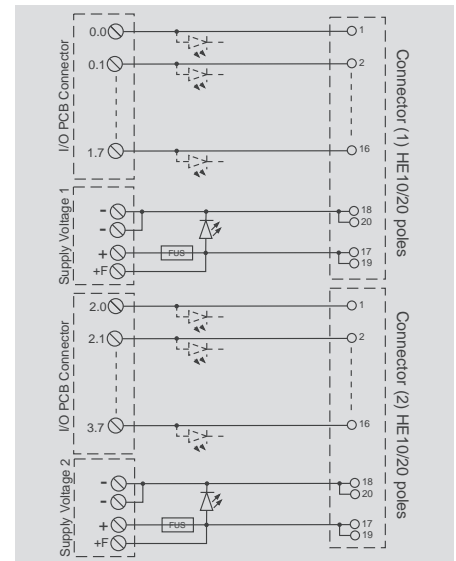 I/O PCB Connector
0.0
0.1
1.7
1
2
16
Connector (1) HE10/20 poles
Supply Voltage 1
-
-
+
+F
FUS
18
20
17
19
I/O PCB Connector
2.0
2.1
3.7
1
2
16
Connector (2) HE10/20 poles
Supply Voltage 2
-
-
+
+F
FUS
18
20
17
19